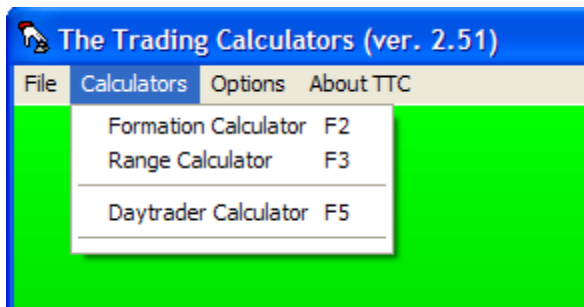 The Trading Calculators (ver. 2.51)
File Calculators Options About TTC
Formation Calculator F2
Range Calculator F3
Daytrader Calculator F5